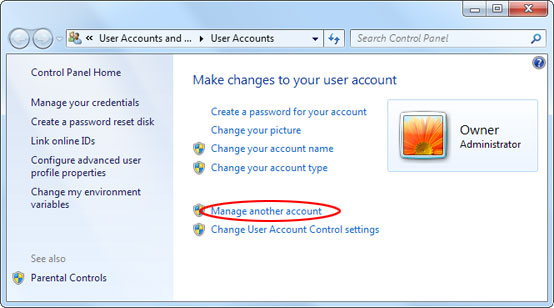 « User Accounts and ... ▸ User Accounts
Search Control Panel
Control Panel Home
Manage your credentials
Create a password reset disk
Link online IDs
Configure advanced user
profile properties
Change my environment
variables
See also
Parental Controls
Make changes to your user account
Create a password for your account
Change your picture
Change your account name
Change your account type
Manage another account
Change User Account Control settings
Owner
Administrator